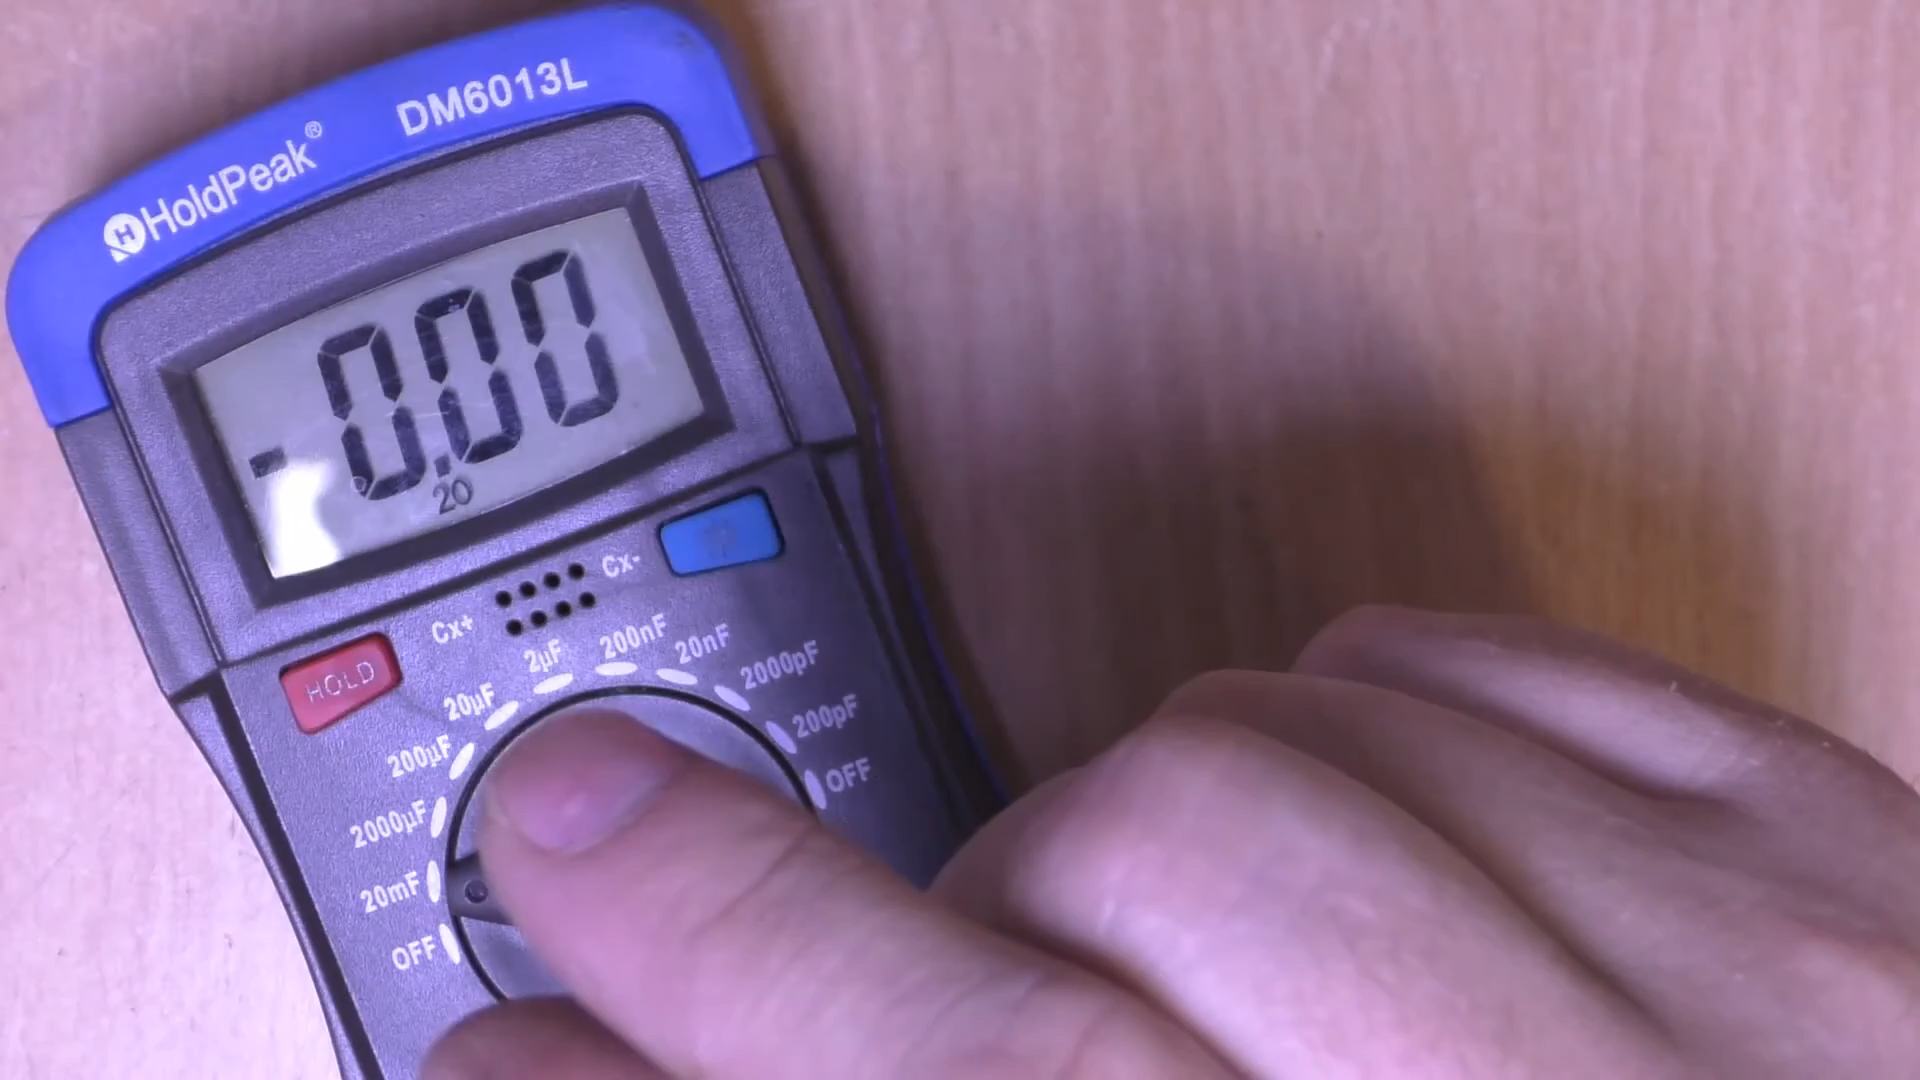 HoldPeak® DM6013L
-0.00
20
Cx+ Cx-
HOLD
OFF
20mF
2000µF
200µF
20µF
2µF
200nF
20nF
2000pF
200pF
OFF